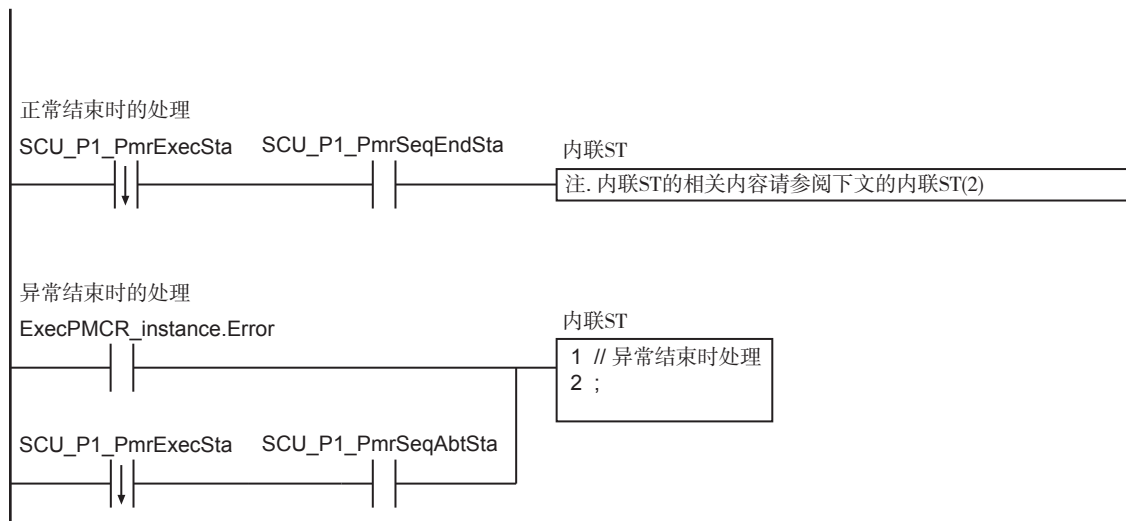 正常结束时的处理
SCU_P1_PmrExecSta SCU_P1_PmrSeqEndSta 内联ST
注. 内联ST的相关内容请参阅下文的内联ST(2)
异常结束时的处理
ExecPMCR_instance.Error 内联ST
1 // 异常结束时处理
2 ;
SCU_P1_PmrExecSta SCU_P1_PmrSeqAbtSta